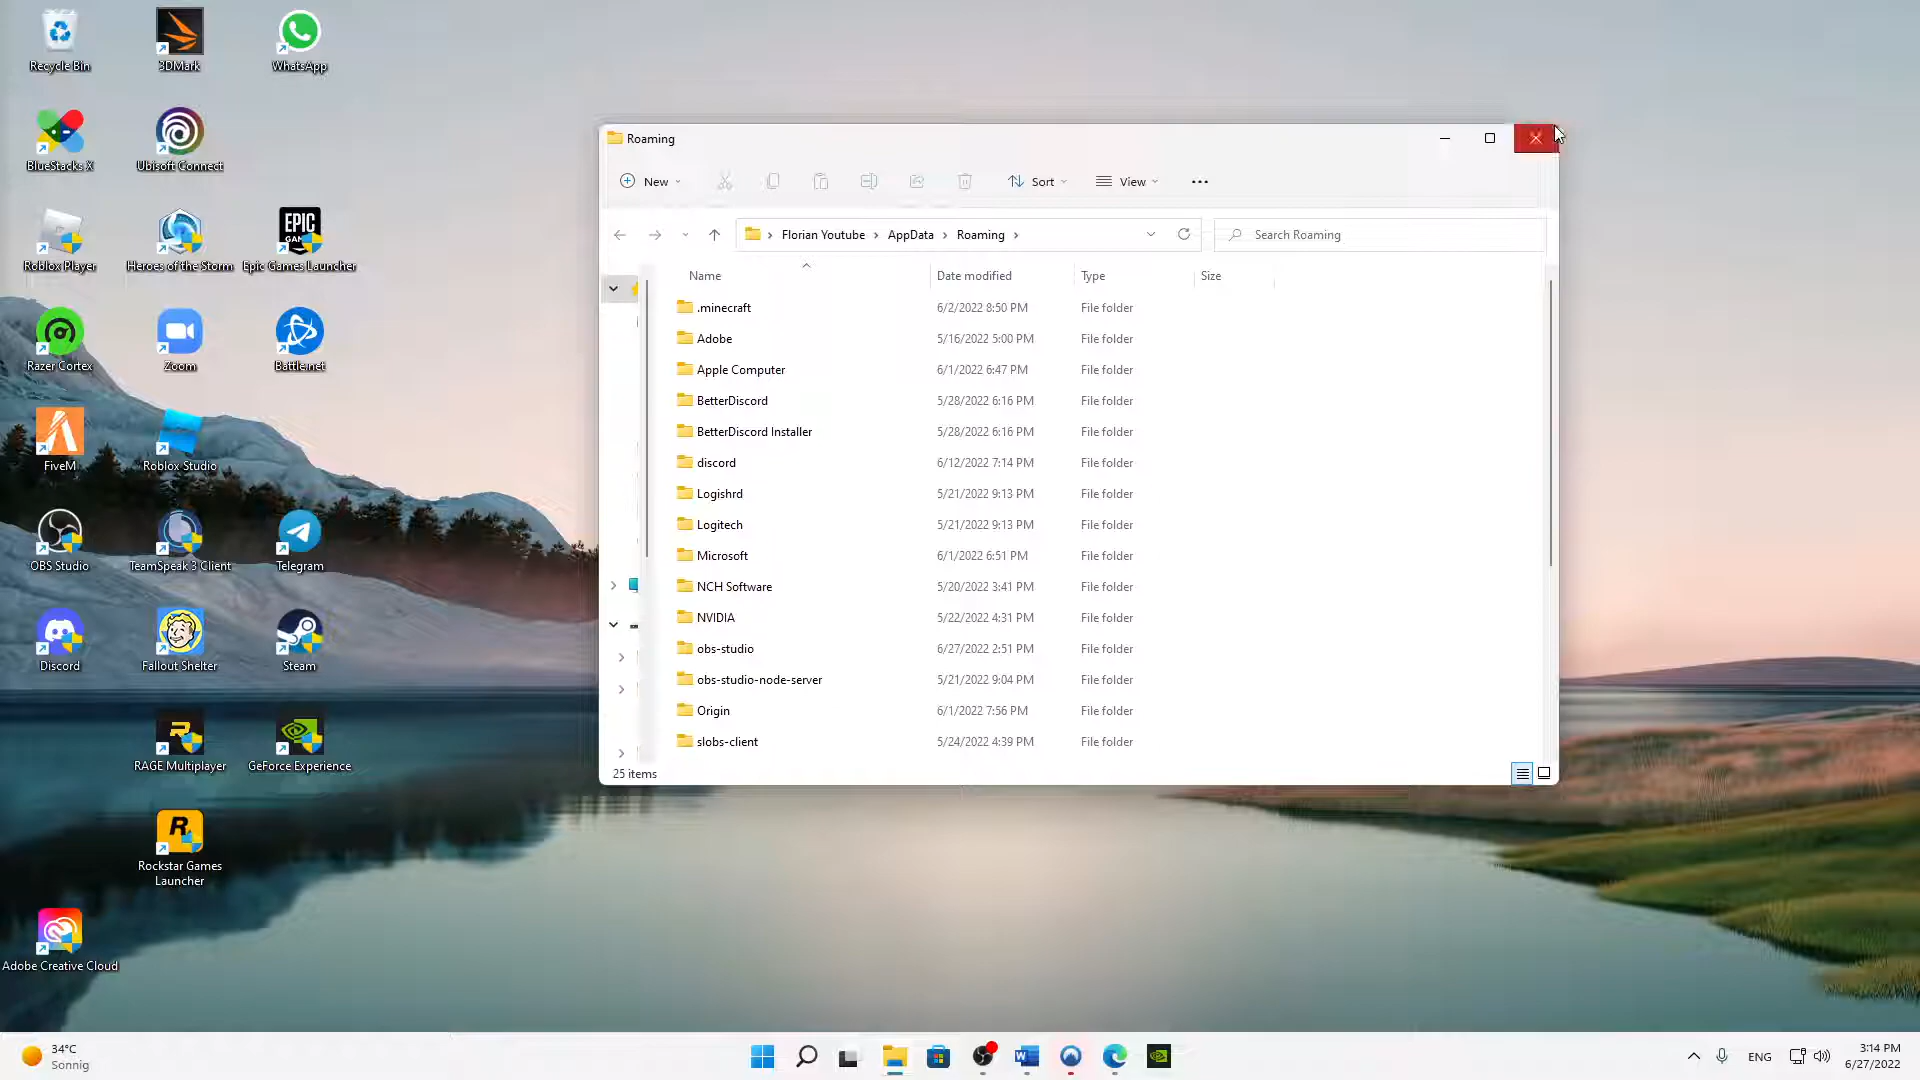 Recycle Bin
3DMark
WhatsApp
BlueStacks X
Ubisoft Connect
Roblox Player
Heroes of the Storm
EPIC
Epic Games Launcher
Razer Cortex
Zoom
Battle.net
FiveM
Roblox Studio
OBS Studio
TeamSpeak 3 Client
Telegram
Discord
Fallout Shelter
Steam
RAGE Multiplayer
GeForce Experience
Rockstar Games
Launcher
Adobe Creative Cloud
Roaming
New
Sort
View
Florian Youtube
AppData
Roaming
Search Roaming
Name Date modified Type Size
.minecraft 6/2/2022 8:50 PM File folder
Adobe 5/16/2022 5:00 PM File folder
Apple Computer 6/1/2022 6:47 PM File folder
BetterDiscord 5/28/2022 6:16 PM File folder
BetterDiscord Installer 5/28/2022 6:16 PM File folder
discord 6/12/2022 7:14 PM File folder
Logishrd 5/21/2022 9:13 PM File folder
Logitech 5/21/2022 9:13 PM File folder
Microsoft 6/1/2022 6:51 PM File folder
NCH Software 5/20/2022 3:41 PM File folder
NVIDIA 5/22/2022 4:31 PM File folder
obs-studio 6/27/2022 2:51 PM File folder
obs-studio-node-server 5/21/2022 9:04 PM File folder
Origin 6/1/2022 7:56 PM File folder
slobs-client 5/24/2022 4:39 PM File folder
25 items
34°C
Sonnig
ENG
3:14 PM
6/27/2022